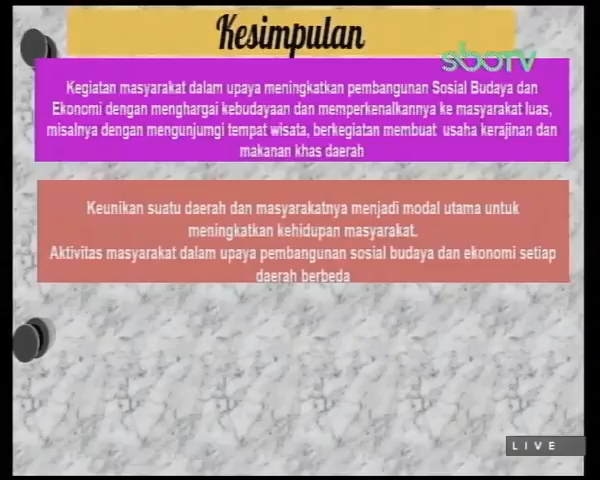 Kesimpulan
sbotv
Kegiatan masyarakat dalam upaya meningkatkan pembangunan Sosial Budaya dan
Ekonomi dengan menghargai kebudayaan dan memperkenalkannya ke masyarakat luas,
misalnya dengan mengunjumgi tempat wisata, berkegiatan membuat usaha kerajinan dan
makanan khas daerah
Keunikan suatu daerah dan masyarakatnya menjadi modal utama untuk
meningkatkan kehidupan masyarakat.
Aktivitas masyarakat dalam upaya pembangunan sosial budaya dan ekonomi setiap
daerah berbeda
LIVE